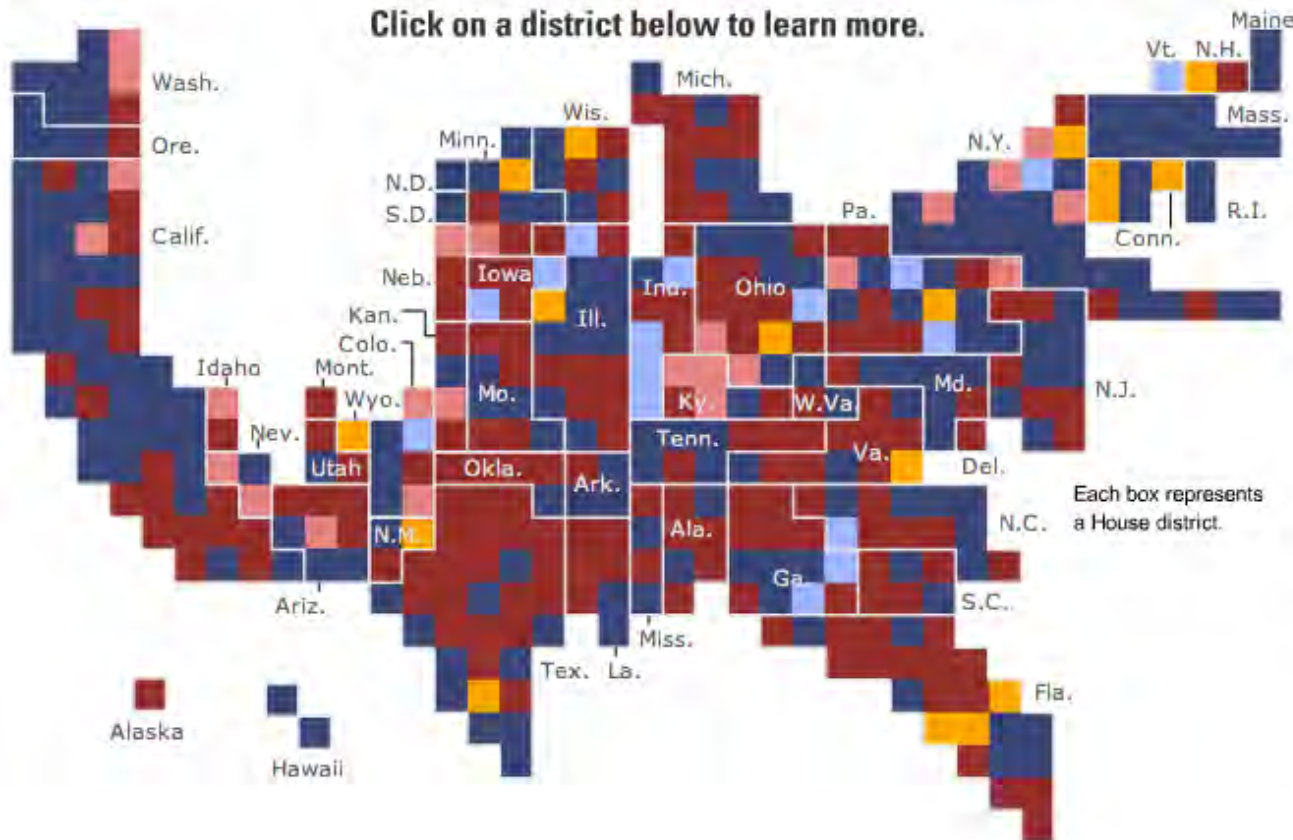 Click on a district below to learn more.
Maine
Vt. N.H.
Wash.
Mich.
Mass.
Wis.
Minn.
N.Y.
Ore.
N.D.
S.D.
Pa.
R.I.
Calif.
Conn.
Neb.
Iowa
Ind.
Ohio
Kan.
Ill.
Colo.
Idaho
Mont.
Md.
N.J.
Wyo.
Mo.
Ky.
W.Va.
Nev.
Tenn.
Va.
Utah
Okla.
Del.
Ark.
Each box represents
a House district.
N.C.
N.M.
Ala.
Ga.
Ariz.
S.C.
Miss.
Tex. La.
Fla.
Alaska
Hawaii